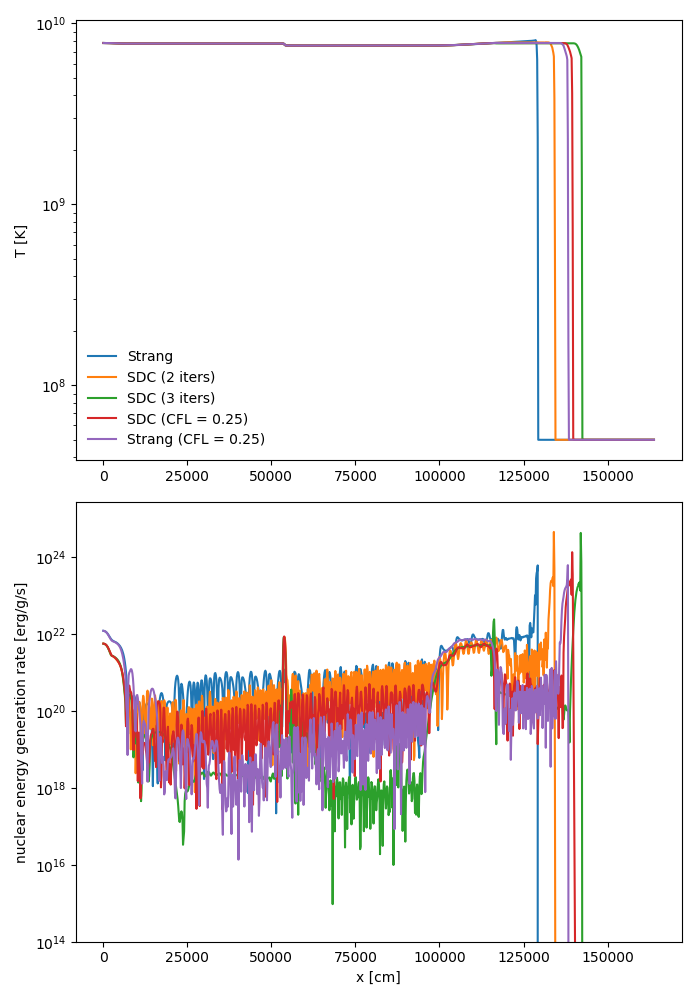 10^10
10^9
10^8
T [K]
Strang
SDC (2 iters)
SDC (3 iters)
SDC (CFL = 0.25)
Strang (CFL = 0.25)
0 25000 50000 75000 100000 125000 150000
10^24
10^22
10^20
10^18
10^16
10^14
nuclear energy generation rate [erg/g/s]
0 25000 50000 75000 100000 125000 150000
x [cm]